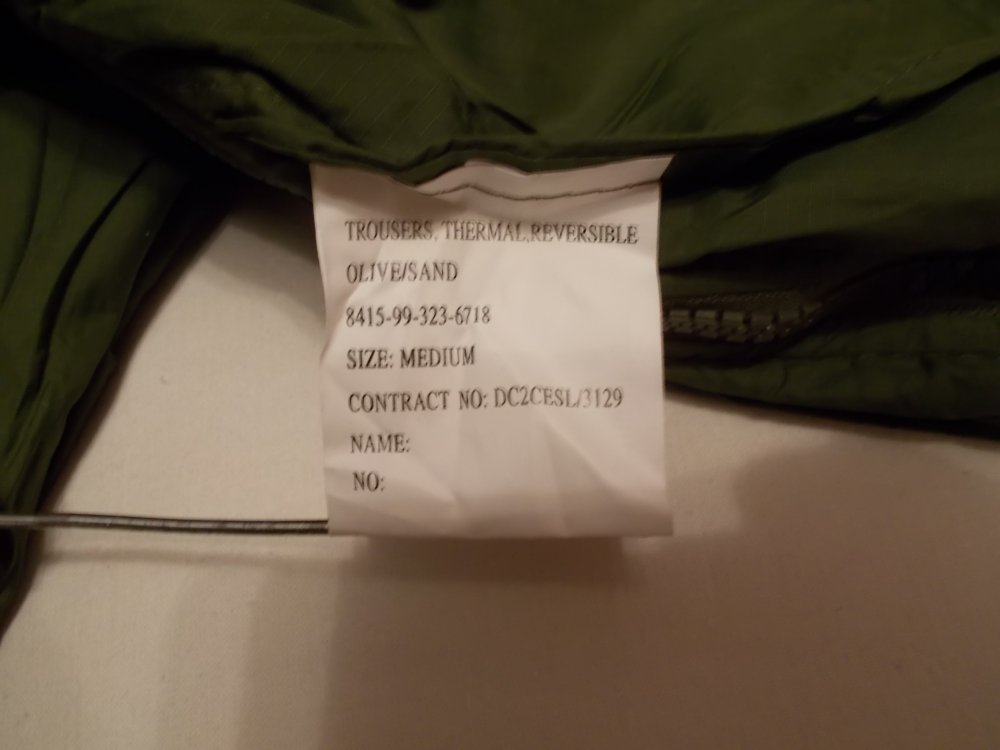 TROUSERS, THERMAL,REVERSIBLE
OLIVE/SAND
8415-99-323-6718
SIZE: MEDIUM
CONTRACT NO: DC2CESL/3129
NAME:
NO: